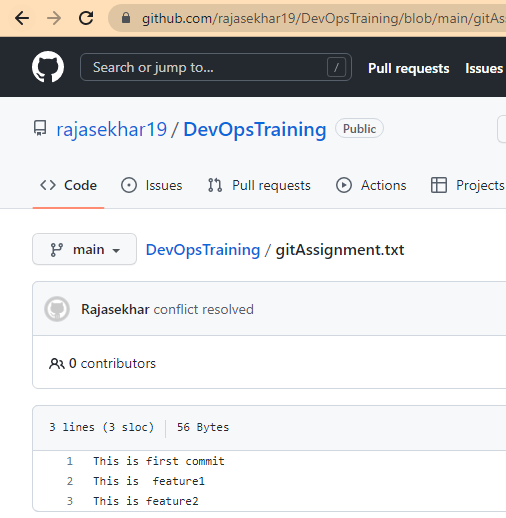 github.com/rajasekhar19/DevOpsTraining/blob/main/gitAs
Search or jump to... / Pull requests Issues
rajasekhar19 / DevOpsTraining Public
<> Code Issues Pull requests Actions Projects
main DevOpsTraining / gitAssignment.txt
Rajasekhar conflict resolved
0 contributors
3 lines (3 sloc) 56 Bytes
1 This is first commit
2 This is  feature1
3 This is feature2